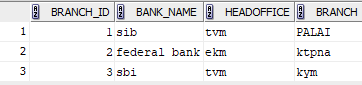 BRANCH_ID BANK_NAME HEADOFFICE BRANCH
1 1 sib tvm PALAI
2 2 federal bank ekm ktpna
3 3 sbi tvm kym